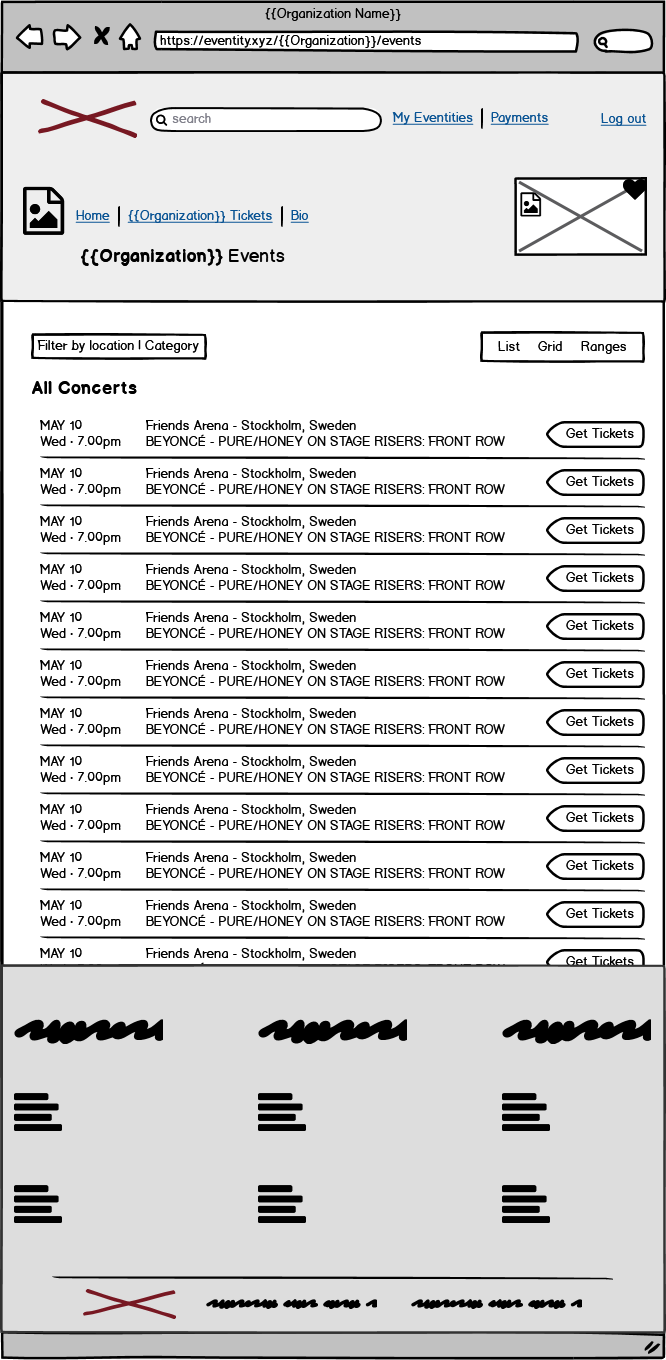 {{Organization Name}}
https://eventity.xyz/{{Organization}}/events
search
My Eventities
Payments
Log out
Home
{{Organization}} Tickets
Bio
{{Organization}} Events
Filter by location | Category
List Grid Ranges
All Concerts
MAY 10 Friends Arena - Stockholm, Sweden
Wed · 7.00pm BEYONCÉ - PURE/HONEY ON STAGE RISERS: FRONT ROW
Get Tickets
MAY 10 Friends Arena - Stockholm, Sweden
Wed · 7.00pm BEYONCÉ - PURE/HONEY ON STAGE RISERS: FRONT ROW
Get Tickets
MAY 10 Friends Arena - Stockholm, Sweden
Wed · 7.00pm BEYONCÉ - PURE/HONEY ON STAGE RISERS: FRONT ROW
Get Tickets
MAY 10 Friends Arena - Stockholm, Sweden
Wed · 7.00pm BEYONCÉ - PURE/HONEY ON STAGE RISERS: FRONT ROW
Get Tickets
MAY 10 Friends Arena - Stockholm, Sweden
Wed · 7.00pm BEYONCÉ - PURE/HONEY ON STAGE RISERS: FRONT ROW
Get Tickets
MAY 10 Friends Arena - Stockholm, Sweden
Wed · 7.00pm BEYONCÉ - PURE/HONEY ON STAGE RISERS: FRONT ROW
Get Tickets
MAY 10 Friends Arena - Stockholm, Sweden
Wed · 7.00pm BEYONCÉ - PURE/HONEY ON STAGE RISERS: FRONT ROW
Get Tickets
MAY 10 Friends Arena - Stockholm, Sweden
Wed · 7.00pm BEYONCÉ - PURE/HONEY ON STAGE RISERS: FRONT ROW
Get Tickets
MAY 10 Friends Arena - Stockholm, Sweden
Wed · 7.00pm BEYONCÉ - PURE/HONEY ON STAGE RISERS: FRONT ROW
Get Tickets
MAY 10 Friends Arena - Stockholm, Sweden
Wed · 7.00pm BEYONCÉ - PURE/HONEY ON STAGE RISERS: FRONT ROW
Get Tickets
MAY 10 Friends Arena - Stockholm, Sweden
Wed · 7.00pm BEYONCÉ - PURE/HONEY ON STAGE RISERS: FRONT ROW
Get Tickets
MAY 10 Friends Arena - Stockholm, Sweden
Get Tickets